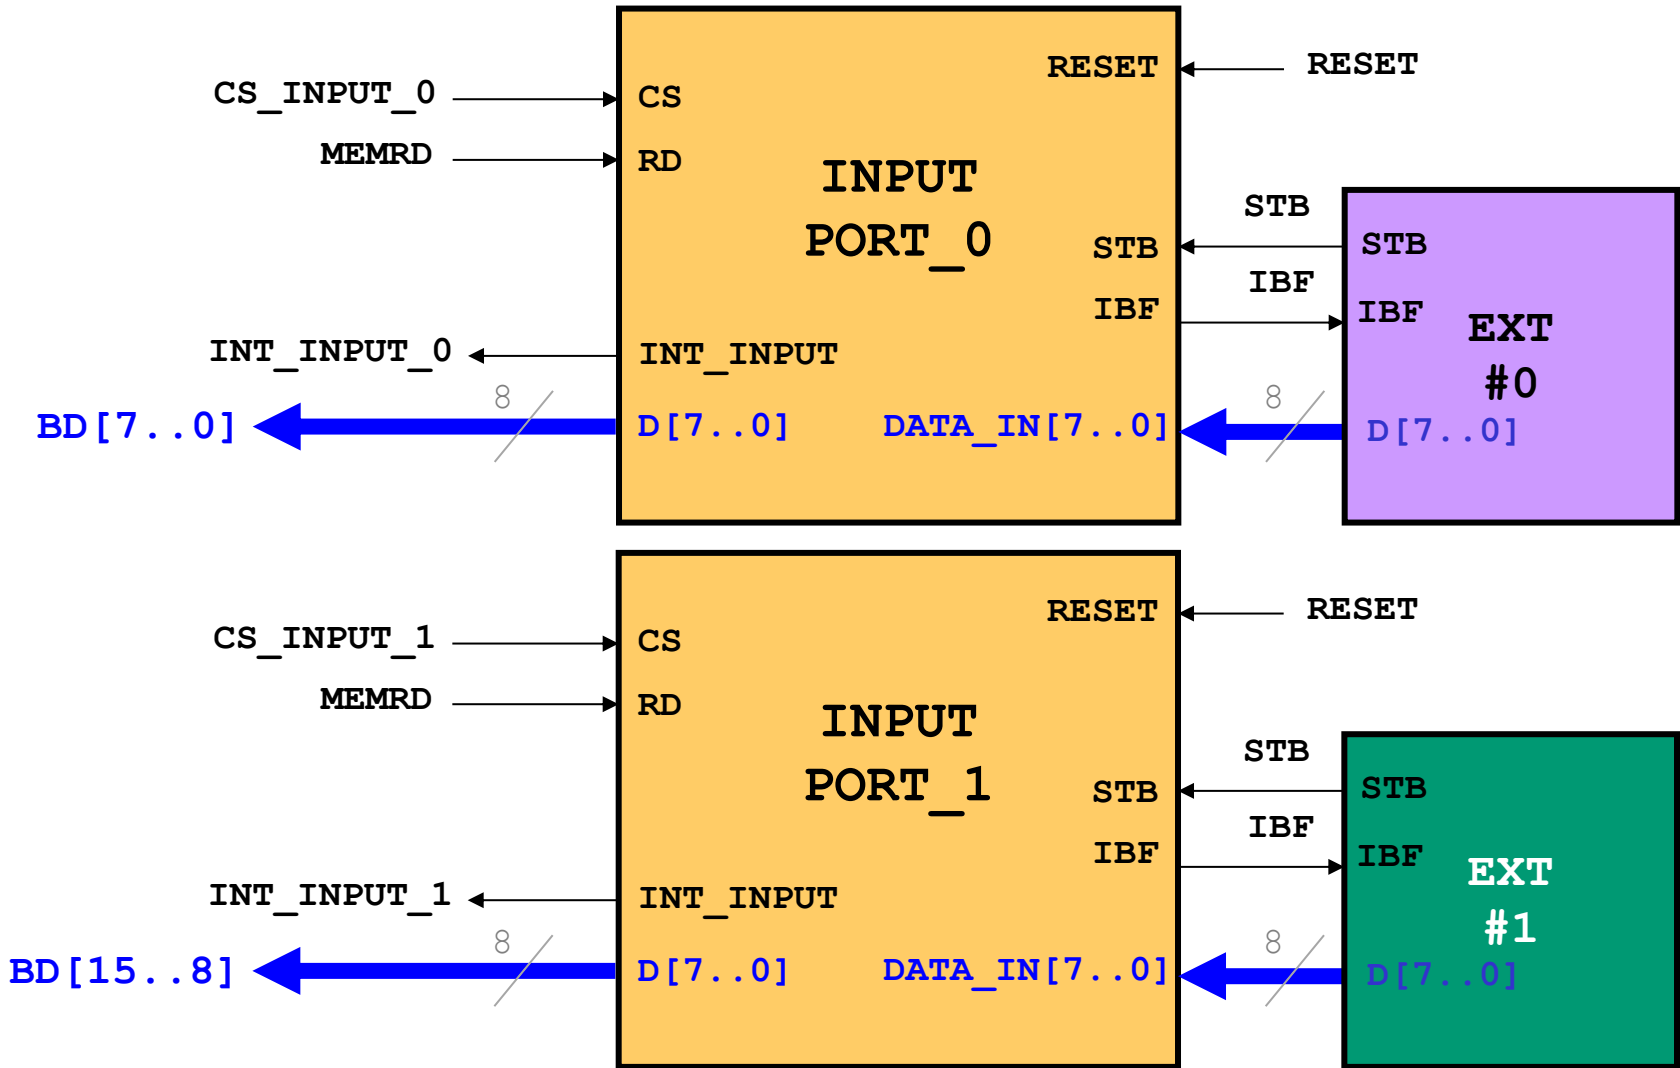 RESET
RESET
CS_INPUT_0
CS
MEMRD
RD
INPUT
PORT_0
STB
STB
STB
IBF
IBF
IBF
EXT
#0
INT_INPUT_0
INT_INPUT
8
8
BD[7..0]
D[7..0]
DATA_IN[7..0]
D[7..0]
RESET
RESET
CS_INPUT_1
CS
MEMRD
RD
INPUT
PORT_1
STB
STB
STB
IBF
IBF
IBF
EXT
#1
INT_INPUT_1
INT_INPUT
8
8
BD[15..8]
D[7..0]
DATA_IN[7..0]
D[7..0]